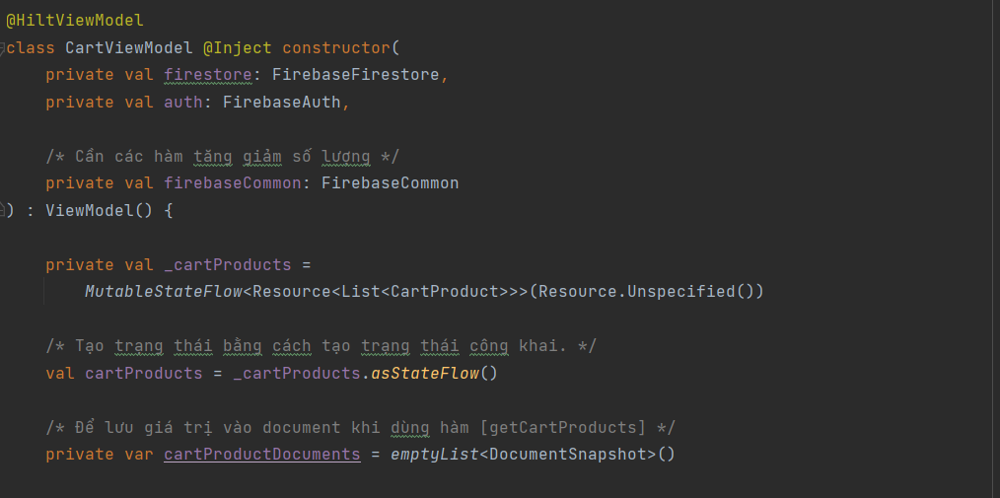 @HiltViewModel
class CartViewModel @Inject constructor(
private val firestore: FirebaseFirestore,
private val auth: FirebaseAuth,
/* Cần các hàm tăng giảm số lượng */
private val firebaseCommon: FirebaseCommon
) : ViewModel() {
private val _cartProducts =
MutableStateFlow<Resource<List<CartProduct>>>(Resource.Unspecified())
/* Tạo trạng thái bằng cách tạo trạng thái công khai. */
val cartProducts = _cartProducts.asStateFlow()
/* Để lưu giá trị vào document khi dùng hàm [getCartProducts] */
private var cartProductDocuments = emptyList<DocumentSnapshot>()